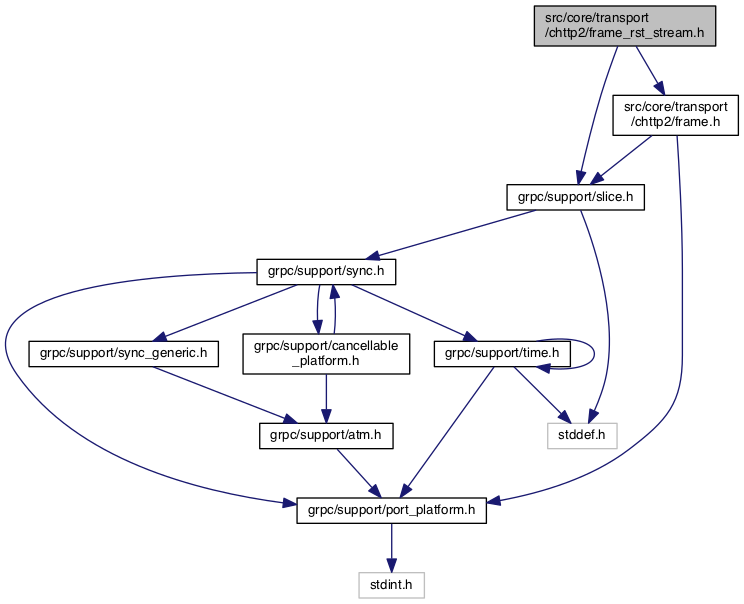 src/core/transport
/chttp2/frame_rst_stream.h
src/core/transport
/chttp2/frame.h
grpc/support/slice.h
grpc/support/sync.h
grpc/support/sync_generic.h
grpc/support/cancellable
_platform.h
grpc/support/time.h
grpc/support/atm.h
stddef.h
grpc/support/port_platform.h
stdint.h